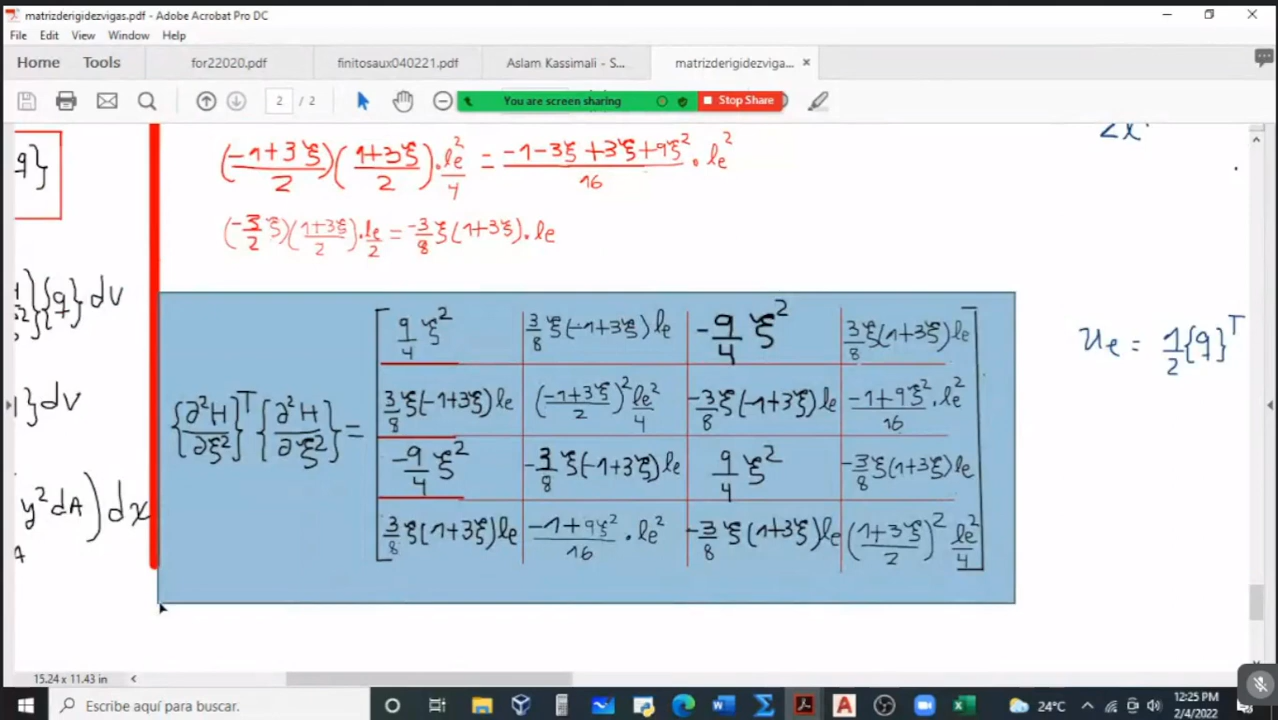 matrizderigidezvigas.pdf - Adobe Acrobat Pro DC
File Edit View Window Help
Home Tools for22020.pdf finitosaux040221.pdf Aslam Kassimali - S... matrizderigidezviga... ×
2 / 2 You are screen sharing Stop Share
(-1+3ξ/2)(1+3ξ/2)·le²/4 = -1-3ξ+3ξ+9ξ²/16 · le²
(-3/2 ξ)(1+3ξ/2)·le/2 = -3/8 ξ(1+3ξ)·le
q}
}{q}dV
}dV
y²dA)dx
A
{∂²H/∂ξ²}ᵀ{∂²H/∂ξ²} =
9/4 ξ² 3/8 ξ(-1+3ξ)le -9/4 ξ² 3/8 ξ(1+3ξ)le
3/8 ξ(-1+3ξ)le (-1+3ξ/2)² le²/4 -3/8 ξ(-1+3ξ)le -1+9ξ²/16 · le²
-9/4 ξ² -3/8 ξ(-1+3ξ)le 9/4 ξ² -3/8 ξ(1+3ξ)le
3/8 ξ(1+3ξ)le -1+9ξ²/16 · le² -3/8 ξ(1+3ξ)le (1+3ξ/2)² le²/4
ue = 1/2{q}ᵀ
15.24 x 11.43 in
Escribe aquí para buscar. 24°C 12:25 PM
2/4/2022